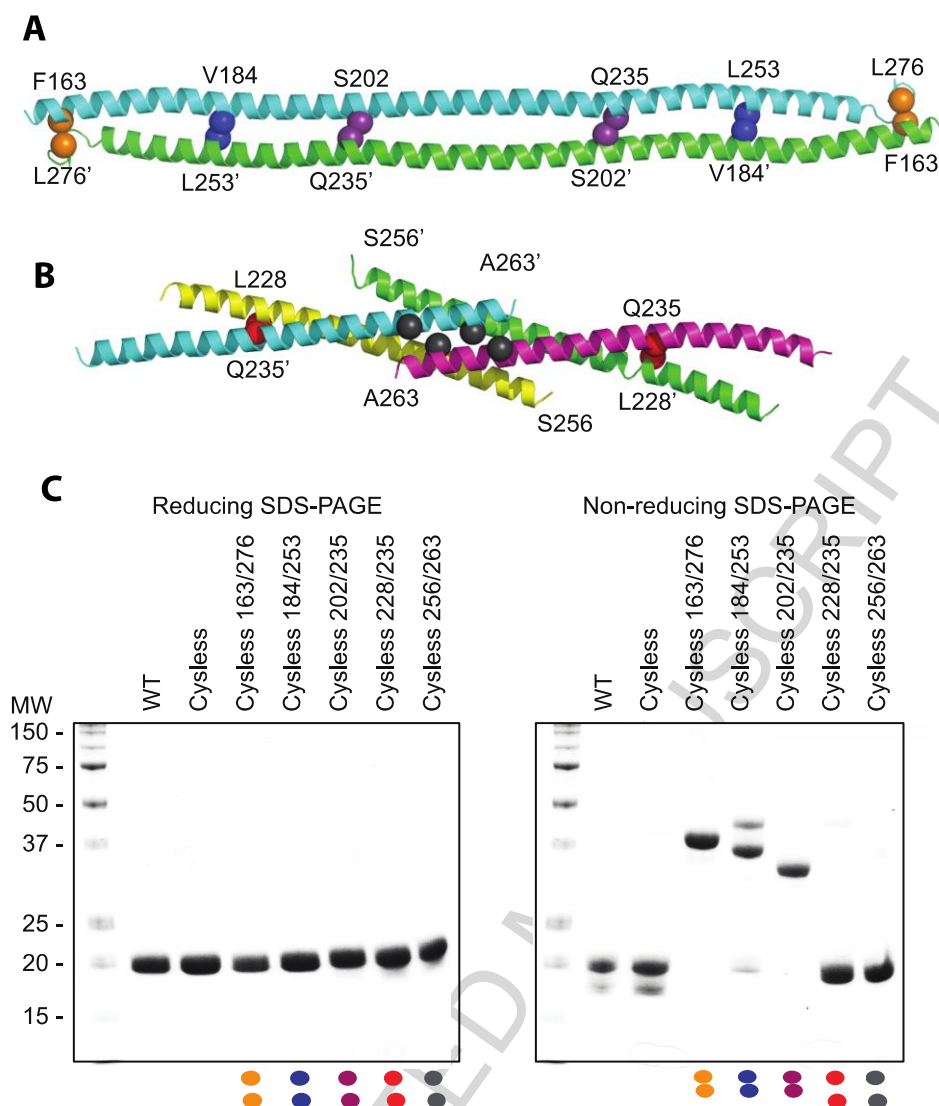 A
F163
V184
S202
Q235
L253
L276
L276'
L253'
Q235'
S202'
V184'
F163
B
S256'
A263'
L228
Q235
Q235'
A263
L228'
S256
C
Reducing SDS-PAGE
Non-reducing SDS-PAGE
WT
Cysless
Cysless 163/276
Cysless 184/253
Cysless 202/235
Cysless 228/235
Cysless 256/263
WT
Cysless
Cysless 163/276
Cysless 184/253
Cysless 202/235
Cysless 228/235
Cysless 256/263
MW
150 -
75 -
50 -
37 -
25 -
20 -
15 -